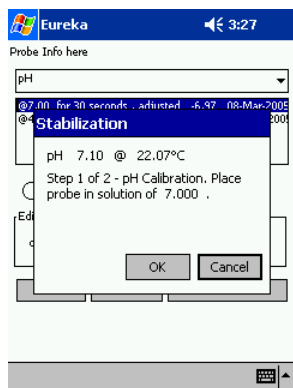 Eureka 3:27
Probe Info here
pH
@7.00 for 30 seconds , adjusted -6.97 08-Mar-2005
Stabilization
pH 7.10 @ 22.07°C
Step 1 of 2 - pH Calibration. Place
probe in solution of 7.000 .
Edi
OK Cancel